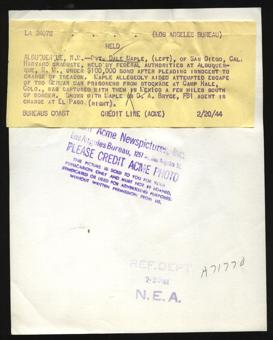 LA 24072 (LOS ANGELES BUREAU)
HELD
ALBUQUERQUE, N.M.--PVT. DALE MAPLE, (LEFT), OF SAN DIEGO, CAL.
HARVARD GRADUATE, HELD BY FEDERAL AUTHORITIES AT ALBUQUER-
QUE, N. M., UNDER $100,000 BOND AFTER PLEADING INNOCENT TO
CHARGE OF TREASON. MAPLE ALLEGEDLY AIDED ATTEMPTED ESCAPE
OF TWO GERMAN WAR PRISONERS FROM STOCKADE AT CAMP HALE,
COLO., WAS CAPTURED WITH THEM IN MEXICO A FEW MILES SOUTH
OF BORDER. SHOWN WITH MAPLE IS D. A. BRYCE, FBI AGENT IN
CHARGE AT EL PASO. (RIGHT).
BUREAUS COAST CREDIT LINE (ACME) 2/20/44
Acme Newspictures, Inc.
Los Angeles Bureau,
PLEASE CREDIT ACME PHOTO
THIS PICTURE IS SOLD TO YOU FOR YOUR
PUBLICATION ONLY AND MUST NOT BE LOANED,
SYNDICATED OR USED FOR ADVERTISING PURPOSES
WITHOUT WRITTEN PERMISSION FROM US.
REF. DEPT.
N.E.A.